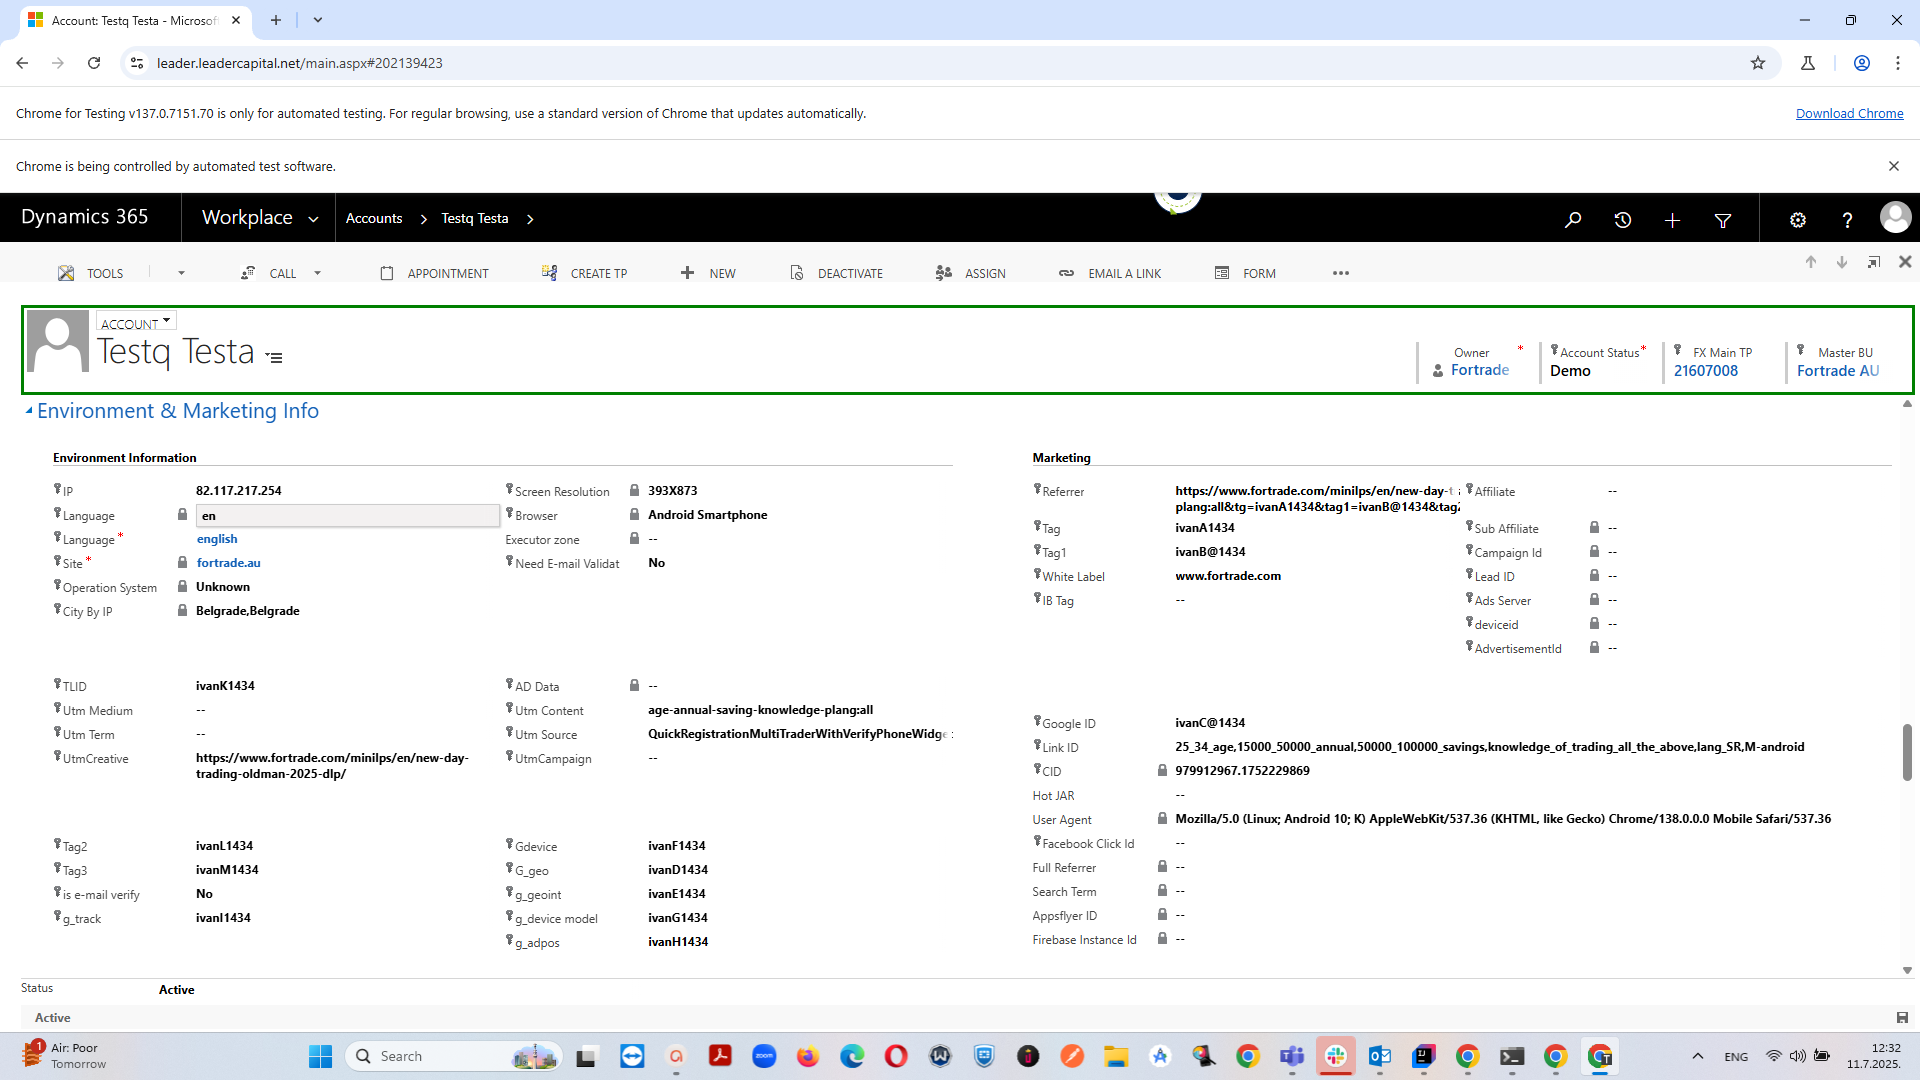 Account: Testq Testa - Microsof
leader.leadercapital.net/main.aspx#202139423
Chrome for Testing v137.0.7151.70 is only for automated testing. For regular browsing, use a standard version of Chrome that updates automatically.
Download Chrome
Chrome is being controlled by automated test software.
Dynamics 365
Workplace
Accounts
Testq Testa
TOOLS
CALL
APPOINTMENT
CREATE TP
NEW
DEACTIVATE
ASSIGN
EMAIL A LINK
FORM
ACCOUNT
Testq Testa
Owner *
Fortrade
Account Status*
Demo
FX Main TP
21607008
Master BU
Fortrade AU
Environment & Marketing Info
Environment Information
IP 82.117.217.254
Language en
Language * english
Site * fortrade.au
Operation System Unknown
City By IP Belgrade,Belgrade
Screen Resolution 393X873
Browser Android Smartphone
Executor zone --
Need E-mail Validat No
TLID ivanK1434
Utm Medium --
Utm Term --
UtmCreative https://www.fortrade.com/minilps/en/new-day-
trading-oldman-2025-dlp/
AD Data --
Utm Content age-annual-saving-knowledge-plang:all
Utm Source QuickRegistrationMultiTraderWithVerifyPhoneWidge
UtmCampaign --
Tag2 ivanL1434
Tag3 ivanM1434
is e-mail verify No
g_track ivanI1434
Gdevice ivanF1434
G_geo ivanD1434
g_geoint ivanE1434
g_device model ivanG1434
g_adpos ivanH1434
Marketing
Referrer https://www.fortrade.com/minilps/en/new-day-t
plang:all&tg=ivanA1434&tag1=ivanB@1434&tag2
Tag ivanA1434
Tag1 ivanB@1434
White Label www.fortrade.com
IB Tag --
Affiliate --
Sub Affiliate --
Campaign Id --
Lead ID --
Ads Server --
deviceid --
AdvertisementId --
Google ID ivanC@1434
Link ID 25_34_age,15000_50000_annual,50000_100000_savings,knowledge_of_trading_all_the_above,lang_SR,M-android
CID 979912967.1752229869
Hot JAR --
User Agent Mozilla/5.0 (Linux; Android 10; K) AppleWebKit/537.36 (KHTML, like Gecko) Chrome/138.0.0.0 Mobile Safari/537.36
Facebook Click Id --
Full Referrer --
Search Term --
Appsflyer ID --
Firebase Instance Id --
Status Active
Active
1
Air: Poor
Tomorrow
Search
zoom
ENG
12:32
11.7.2025.